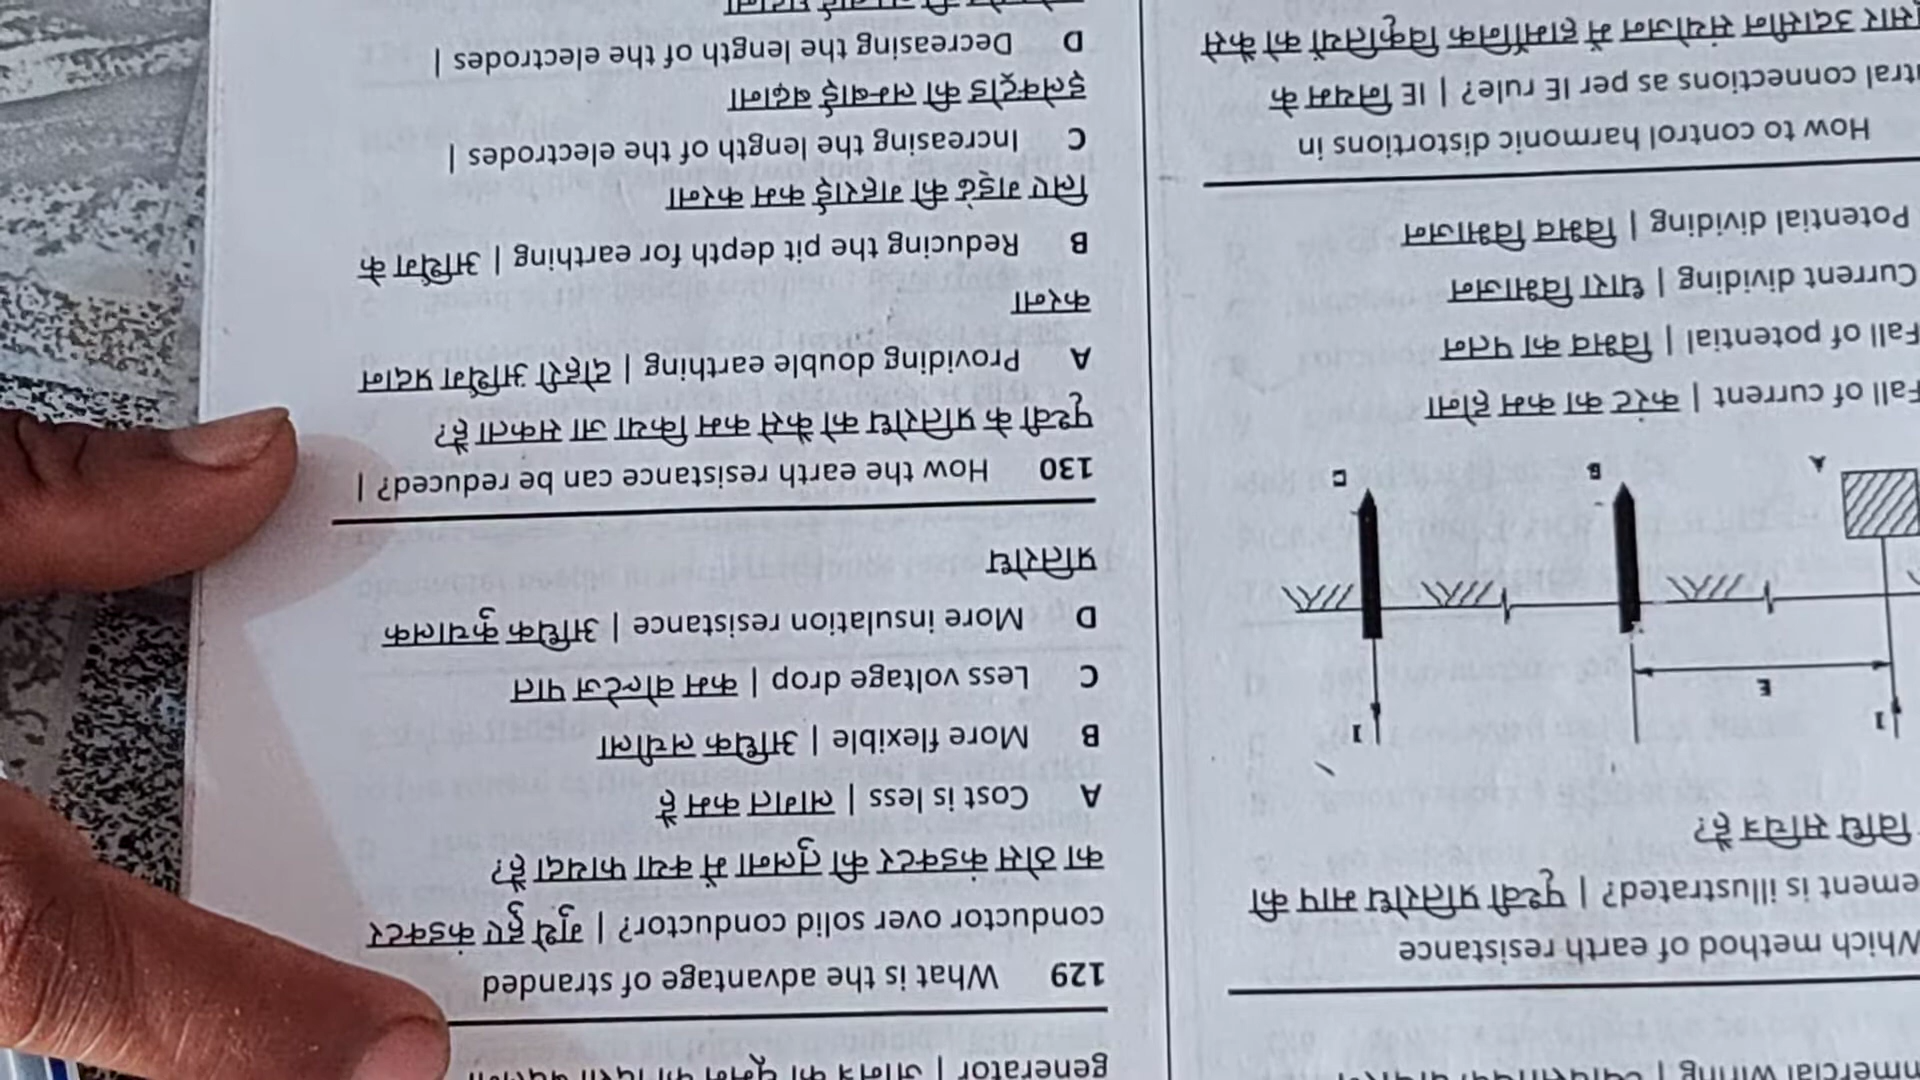 Which method of earth resistance
ement is illustrated? | पृथ्वी प्रतिरोध माप की
विधि सचित्र है?
I
E
I
A
B
C
Fall of current | करंट का कम होना
Fall of potential | विभव का पतन
Current dividing | धारा विभाजन
Potential dividing | विभव विभाजन
How to control harmonic distortions in
tral connections as per IE rule? | IE नियम के
सार उदासीन संयोजन में हार्मोनिक विकृतियों को कैसे
generator |
129 What is the advantage of stranded
conductor over solid conductor? | गुथे हुए कंडक्टर
का ठोस कंडक्टर की तुलना में क्या फायदा है?
A Cost is less | लागत कम है
B More flexible | अधिक लचीला
C Less voltage drop | कम वोल्टेज पात
D More insulation resistance | अधिक कुचालक
प्रतिरोध
130 How the earth resistance can be reduced? |
पृथ्वी के प्रतिरोध को कैसे कम किया जा सकता है?
A Providing double earthing | दोहरी अर्थिंग प्रदान
करना
B Reducing the pit depth for earthing | अर्थिंग के
लिए गड्ढे की गहराई कम करना
C Increasing the length of the electrodes |
इलेक्ट्रोड की लम्बाई बढ़ाना
D Decreasing the length of the electrodes |